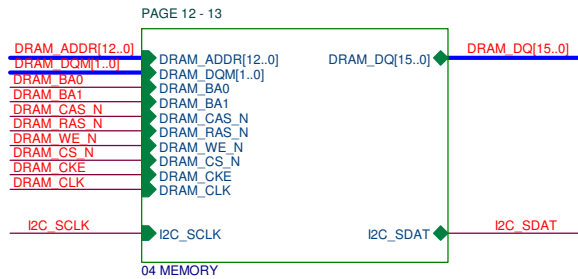 PAGE 12 - 13
DRAM_ADDR[12..0]
DRAM_DQM[1..0]
DRAM_BA0
DRAM_BA1
DRAM_CAS_N
DRAM_RAS_N
DRAM_WE_N
DRAM_CS_N
DRAM_CKE
DRAM_CLK
I2C_SCLK
DRAM_ADDR[12..0]
DRAM_DQM[1..0]
DRAM_BA0
DRAM_BA1
DRAM_CAS_N
DRAM_RAS_N
DRAM_WE_N
DRAM_CS_N
DRAM_CKE
DRAM_CLK
I2C_SCLK
DRAM_DQ[15..0]
I2C_SDAT
DRAM_DQ[15..0]
I2C_SDAT
04 MEMORY